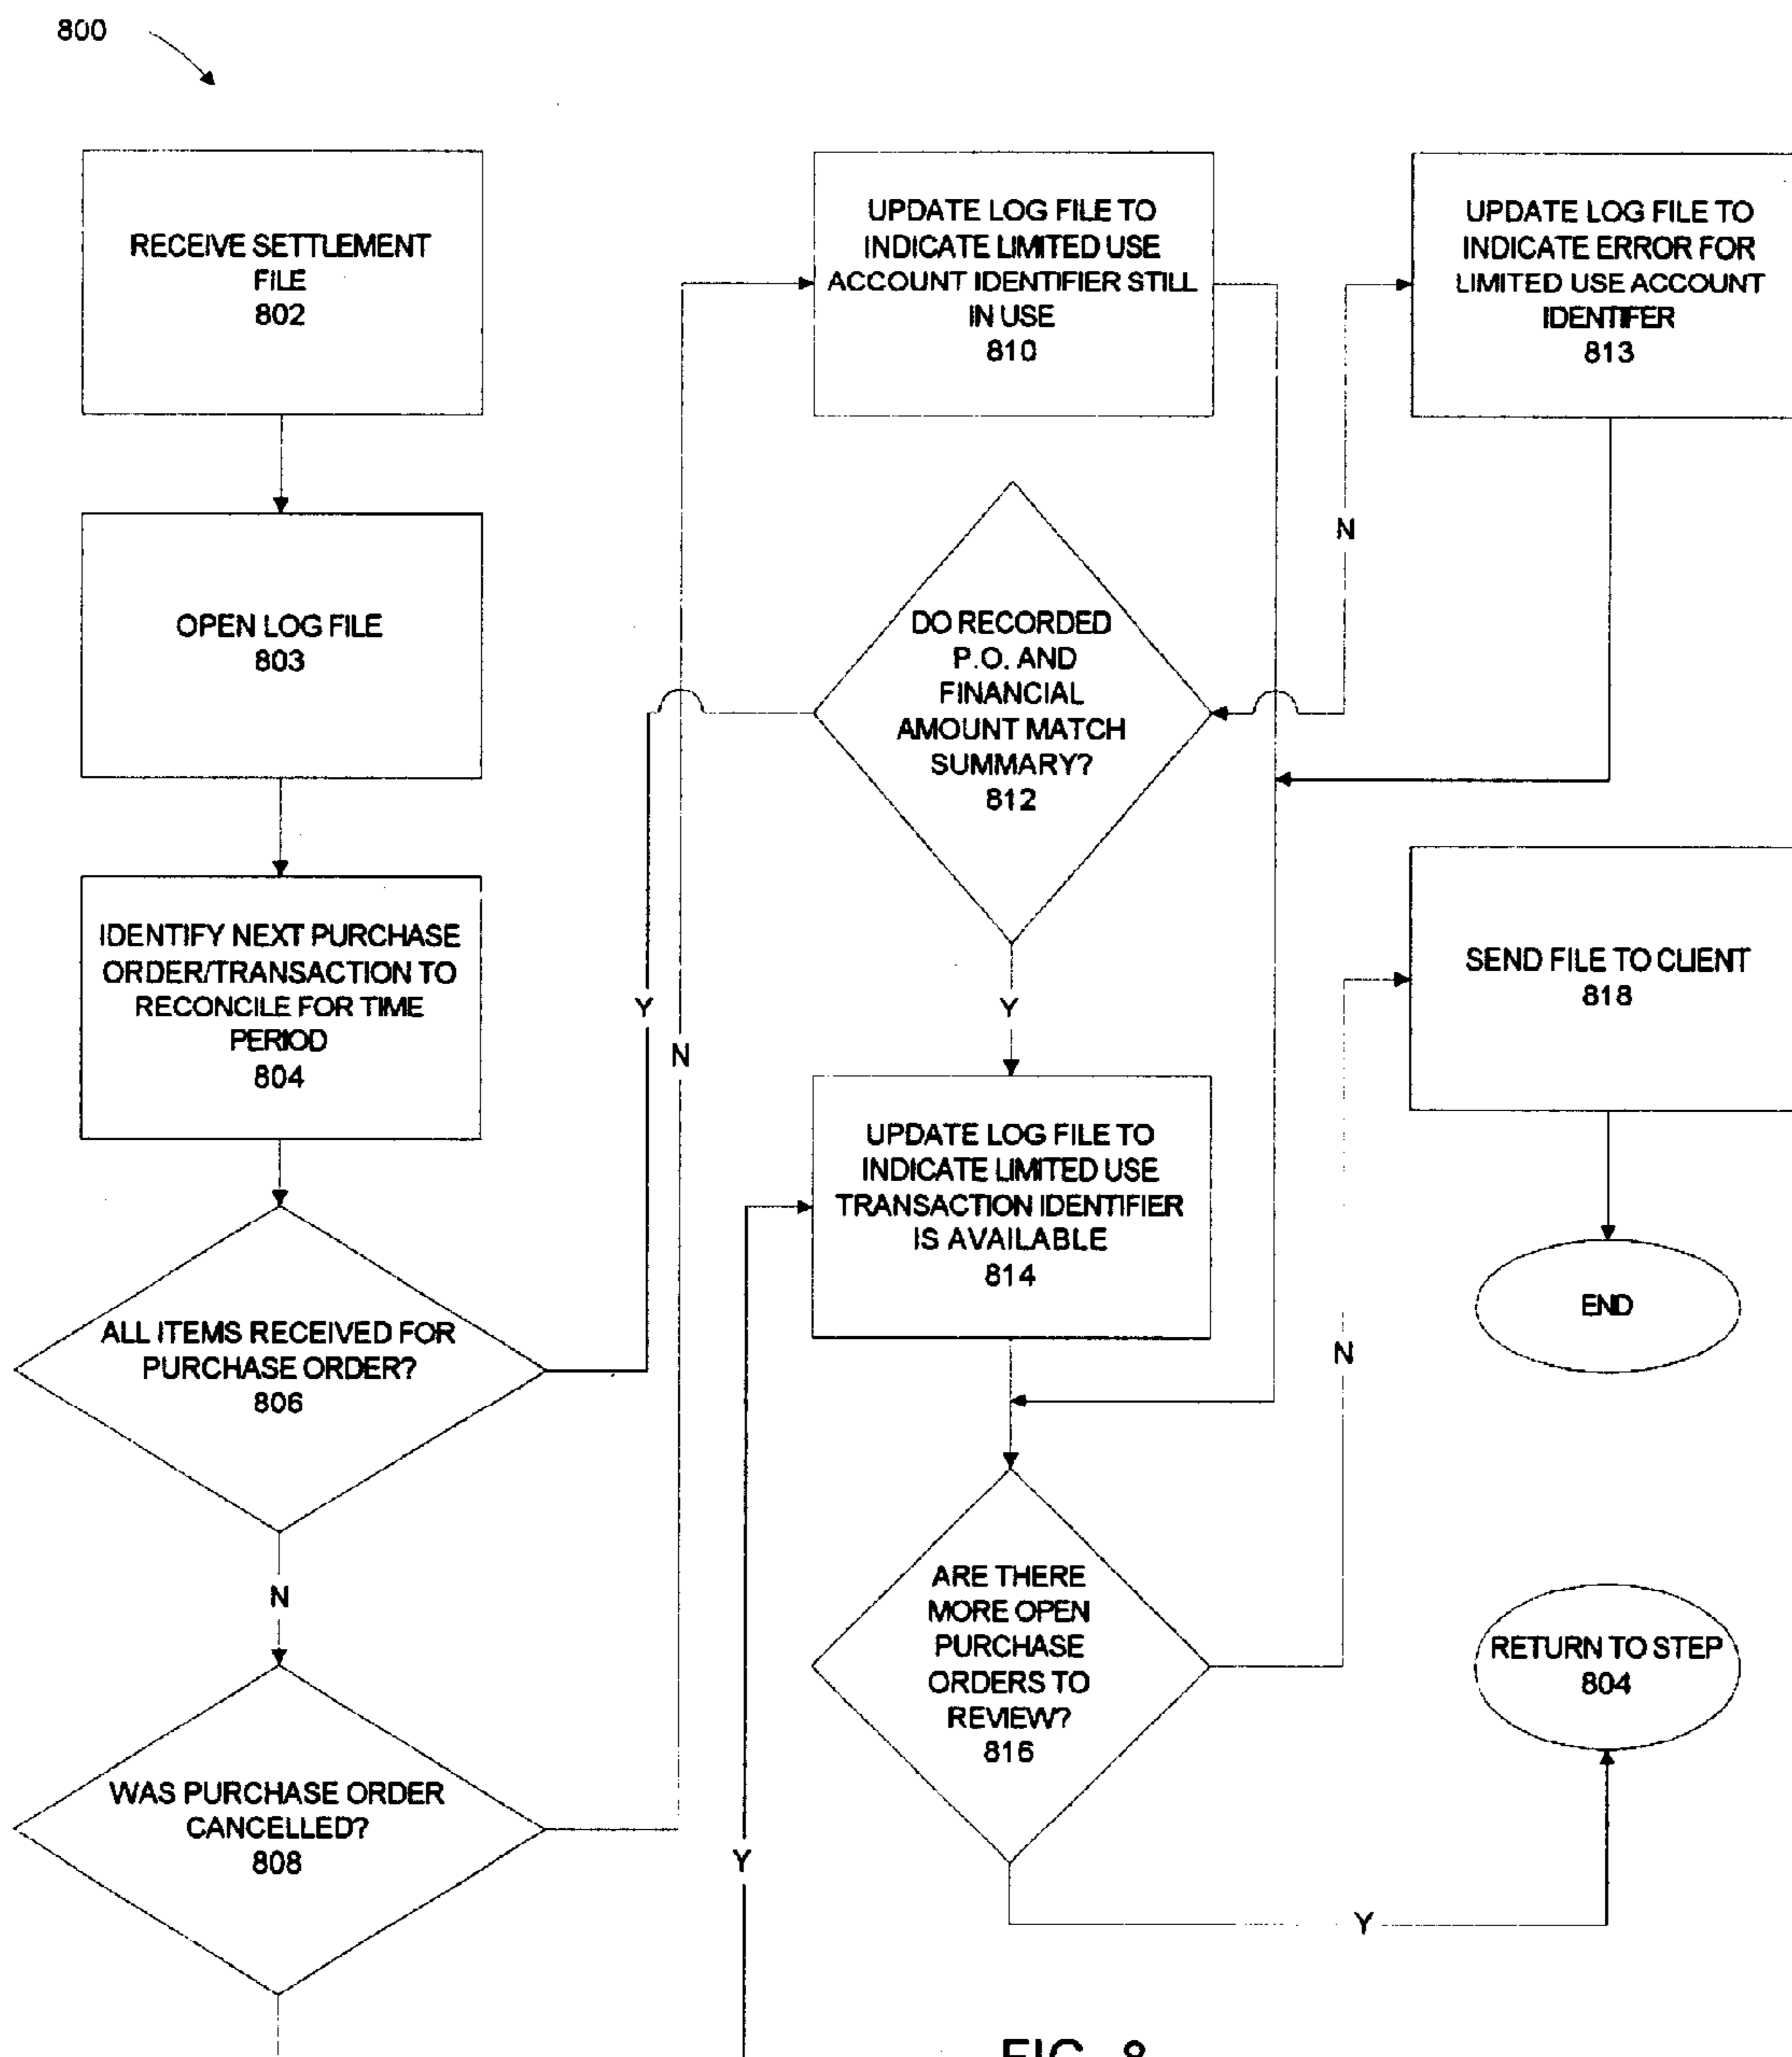 800
RECEIVE SETTLEMENT
FILE
802
OPEN LOG FILE
803
IDENTIFY NEXT PURCHASE
ORDER/TRANSACTION TO
RECONCILE FOR TIME
PERIOD
804
ALL ITEMS RECEIVED FOR
PURCHASE ORDER?
806
N
WAS PURCHASE ORDER
CANCELLED?
808
Y
N
Y
UPDATE LOG FILE TO
INDICATE LIMITED USE
ACCOUNT IDENTIFIER STILL
IN USE
810
DO RECORDED
P.O. AND
FINANCIAL
AMOUNT MATCH
SUMMARY?
812
Y
UPDATE LOG FILE TO
INDICATE LIMITED USE
TRANSACTION IDENTIFIER
IS AVAILABLE
814
ARE THERE
MORE OPEN
PURCHASE
ORDERS TO
REVIEW?
816
N
N
Y
UPDATE LOG FILE TO
INDICATE ERROR FOR
LIMITED USE ACCOUNT
IDENTIFER
813
SEND FILE TO CLIENT
818
END
RETURN TO STEP
804
FIG. 8